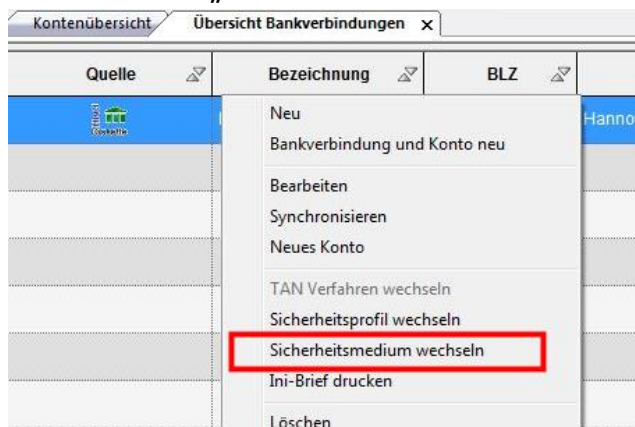 „
Kontenübersicht Übersicht Bankverbindungen x
Quelle Bezeichnung BLZ
Hanno
Neu
Bankverbindung und Konto neu
Bearbeiten
Synchronisieren
Neues Konto
TAN Verfahren wechseln
Sicherheitsprofil wechseln
Sicherheitsmedium wechseln
Ini-Brief drucken
Löschen